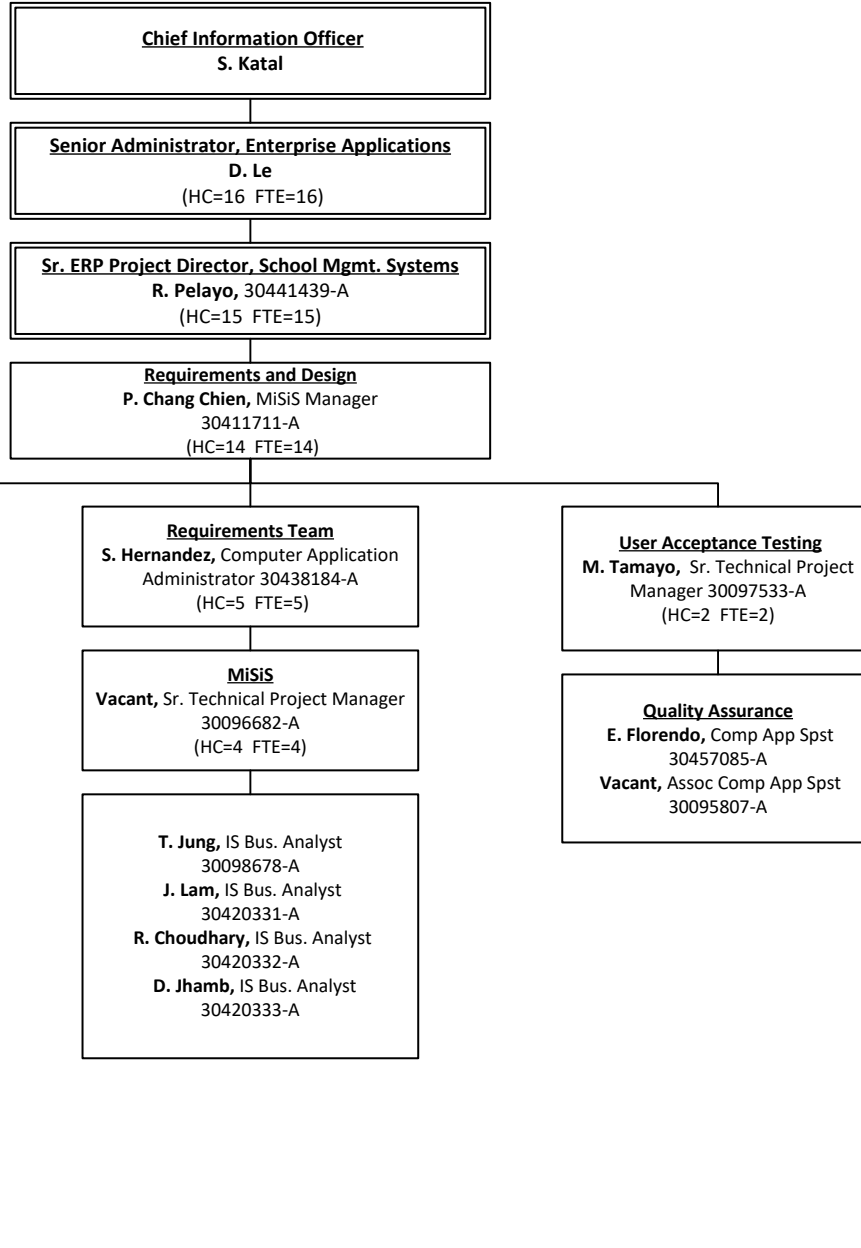 Chief Information Officer
S. Katal
Senior Administrator, Enterprise Applications
D. Le
(HC=16 FTE=16)
Sr. ERP Project Director, School Mgmt. Systems
R. Pelayo, 30441439-A
(HC=15 FTE=15)
Requirements and Design
P. Chang Chien, MiSiS Manager
30411711-A
(HC=14 FTE=14)
Requirements Team
S. Hernandez, Computer Application
Administrator 30438184-A
(HC=5 FTE=5)
MiSiS
Vacant, Sr. Technical Project Manager
30096682-A
(HC=4 FTE=4)
T. Jung, IS Bus. Analyst
30098678-A
J. Lam, IS Bus. Analyst
30420331-A
R. Choudhary, IS Bus. Analyst
30420332-A
D. Jhamb, IS Bus. Analyst
30420333-A
User Acceptance Testing
M. Tamayo, Sr. Technical Project
Manager 30097533-A
(HC=2 FTE=2)
Quality Assurance
E. Florendo, Comp App Spst
30457085-A
Vacant, Assoc Comp App Spst
30095807-A